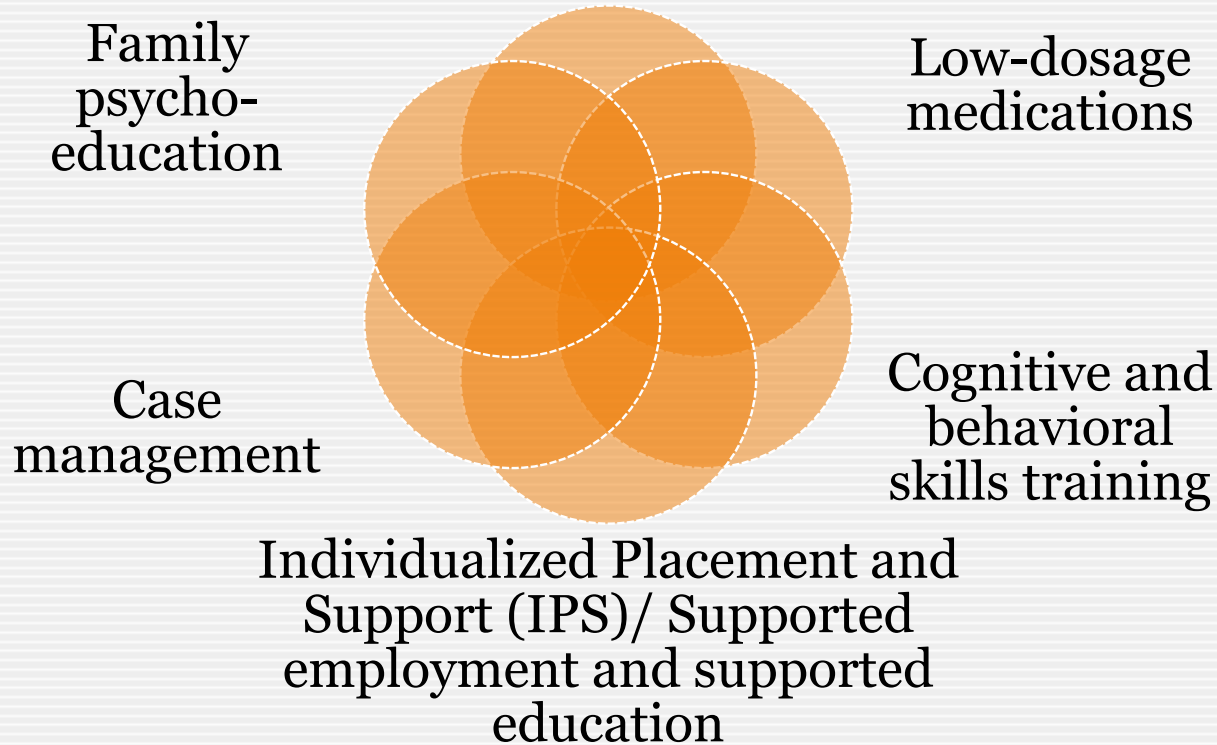 Family
psycho-
education
Low-dosage
medications
Case
management
Cognitive and
behavioral
skills training
Individualized Placement and
Support (IPS)/ Supported
employment and supported
education